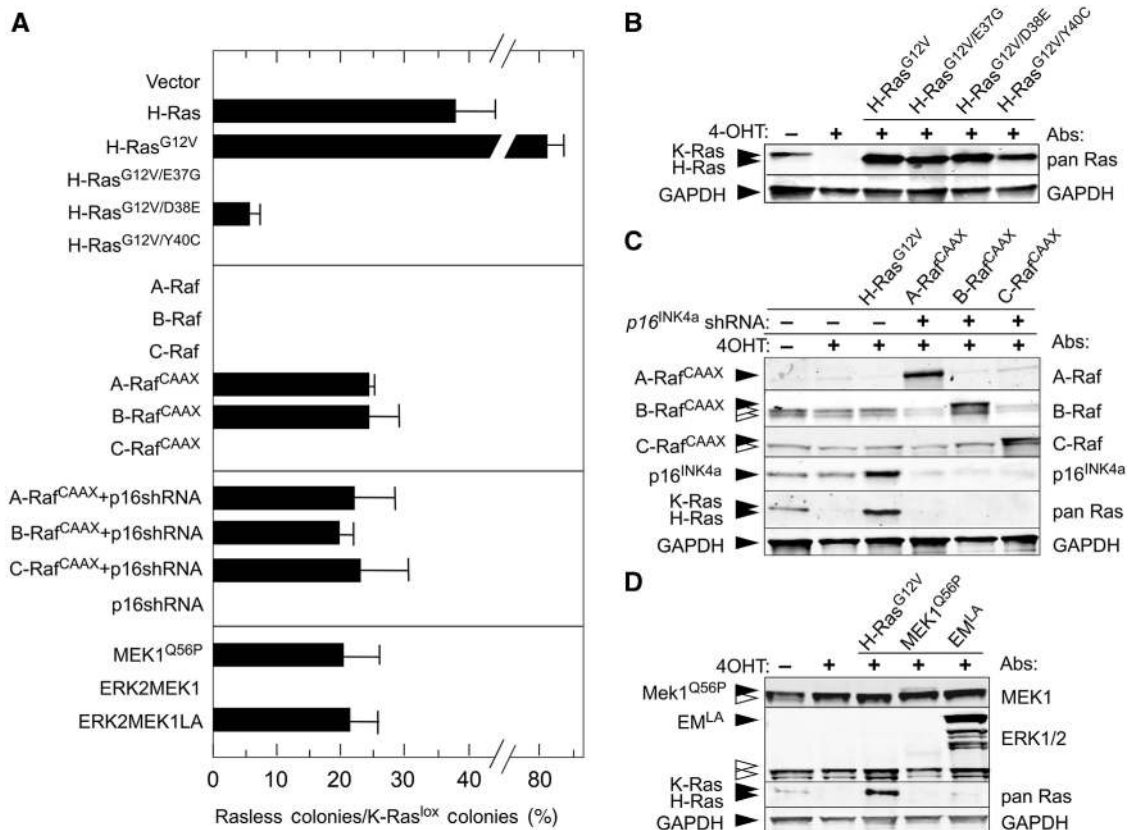 A
Vector
H-Ras
H-RasG12V
H-RasG12V/E37G
H-RasG12V/D38E
H-RasG12V/Y40C
A-Raf
B-Raf
C-Raf
A-RafCAAX
B-RafCAAX
C-RafCAAX
A-RafCAAX+p16shRNA
B-RafCAAX+p16shRNA
C-RafCAAX+p16shRNA
p16shRNA
MEK1Q56P
ERK2MEK1
ERK2MEK1LA
0 10 20 30 40 80
Rasless colonies/K-Raslox colonies (%)
B
H-RasG12V
H-RasG12V/E37G
H-RasG12V/D38E
H-RasG12V/Y40C
4-OHT: – + + + + + Abs:
K-Ras
H-Ras
pan Ras
GAPDH GAPDH
C
H-RasG12V
A-RafCAAX
B-RafCAAX
C-RafCAAX
p16INK4a shRNA: – – – + + +
4OHT: – + + + + + Abs:
A-RafCAAX A-Raf
B-RafCAAX B-Raf
C-RafCAAX C-Raf
p16INK4a p16INK4a
K-Ras
H-Ras
pan Ras
GAPDH GAPDH
D
H-RasG12V
MEK1Q56P
EMLA
4OHT: – + + + + Abs:
Mek1Q56P MEK1
EMLA
ERK1/2
K-Ras
H-Ras
pan Ras
GAPDH GAPDH